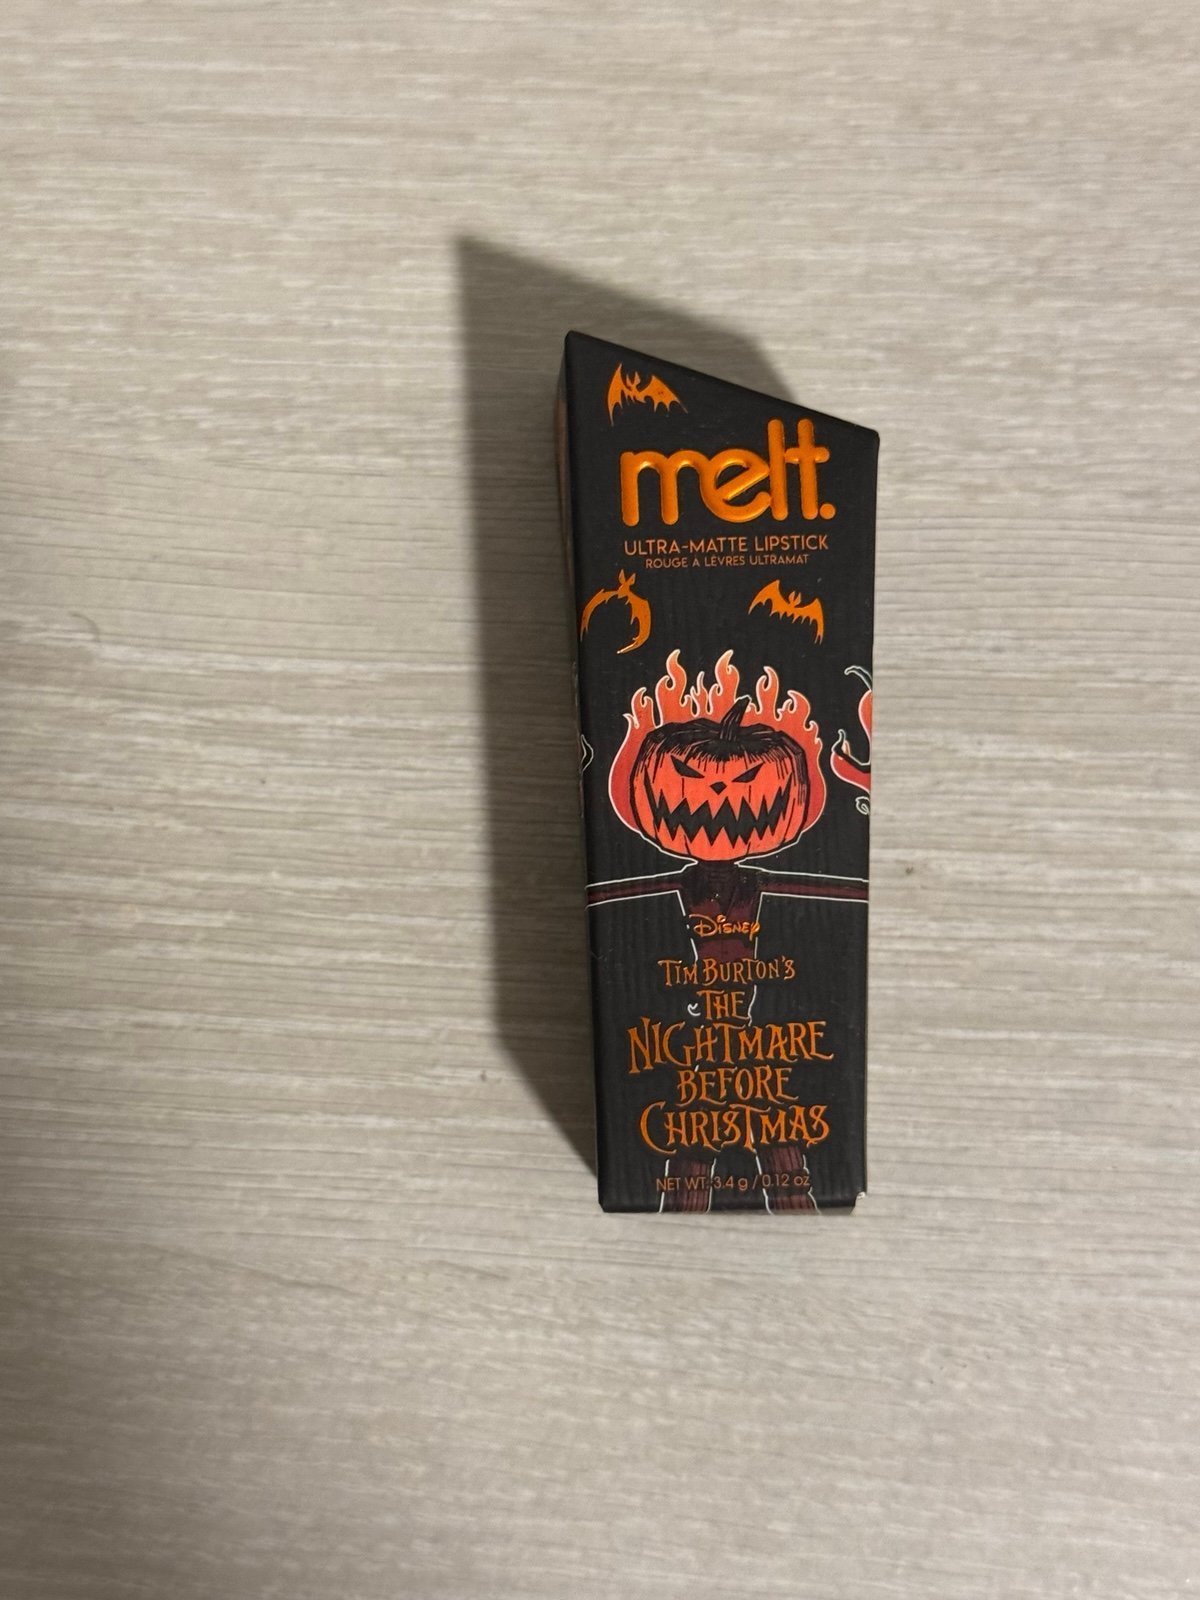 melt.
ULTRA-MATTE LIPSTICK
ROUGE À LÈVRES ULTRAMAT
Disney
TIM BURTON'S
THE
NIGHTMARE
BEFORE
CHRISTMAS
NET WT. 3.4 g / 0.12 oz